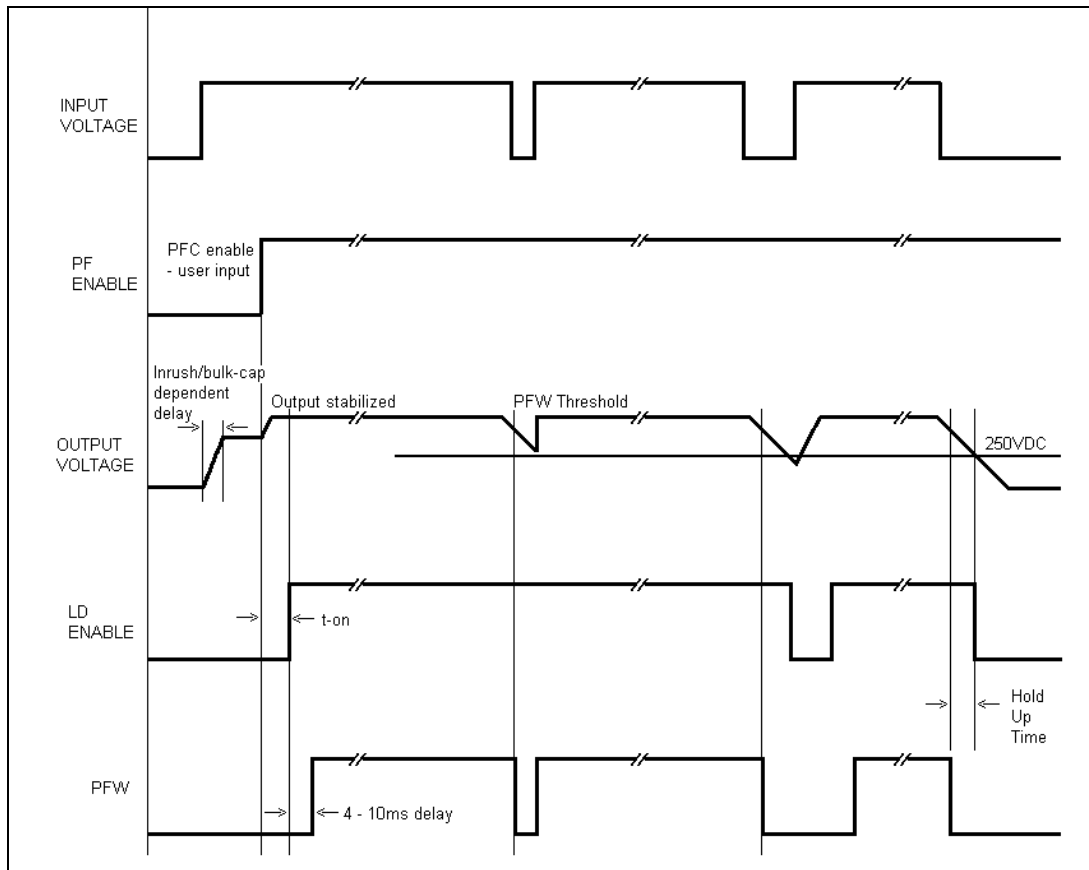 INPUT
VOLTAGE
PF
ENABLE
PFC enable
- user input
Inrush/bulk-cap
dependent
delay
Output stabilized
PFW Threshold
OUTPUT
VOLTAGE
250VDC
LD
ENABLE
t-on
Hold
Up
Time
PFW
4 - 10ms delay